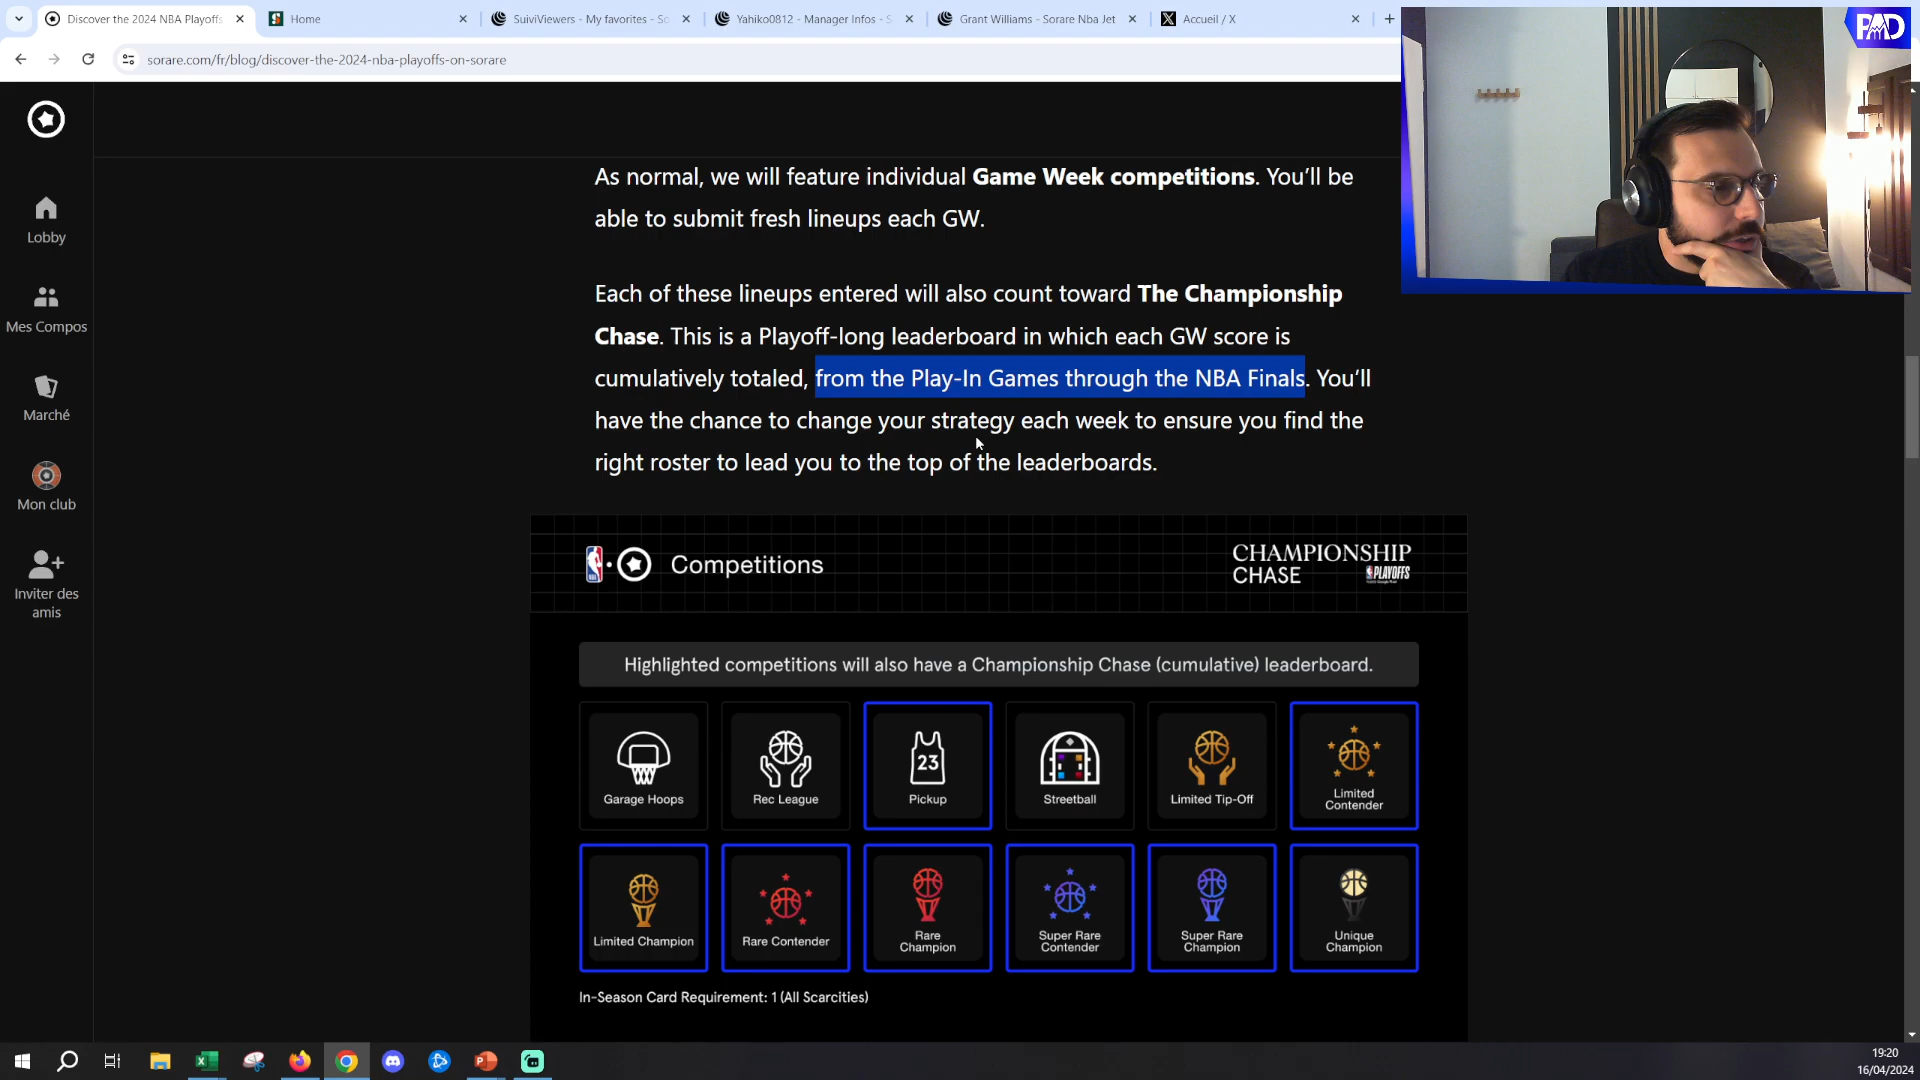 Discover the 2024 NBA Playoffs
Home
SuiviViewers - My favorites - So
Yahiko0812 - Manager Infos - S
Grant Williams - Sorare Nba Jet
Accueil / X
sorare.com/fr/blog/discover-the-2024-nba-playoffs-on-sorare
PAD
Lobby
Mes Compos
Marché
Mon club
Inviter des
amis
As normal, we will feature individual Game Week competitions. You'll be
able to submit fresh lineups each GW.
Each of these lineups entered will also count toward The Championship
Chase. This is a Playoff-long leaderboard in which each GW score is
cumulatively totaled, from the Play-In Games through the NBA Finals. You'll
have the chance to change your strategy each week to ensure you find the
right roster to lead you to the top of the leaderboards.
Competitions
CHAMPIONSHIP
CHASE
PLAYOFFS
Highlighted competitions will also have a Championship Chase (cumulative) leaderboard.
Garage Hoops
Rec League
23
Pickup
Streetball
Limited Tip-Off
Limited
Contender
Limited Champion
Rare Contender
Rare
Champion
Super Rare
Contender
Super Rare
Champion
Unique
Champion
In-Season Card Requirement: 1 (All Scarcities)
19:20
16/04/2024